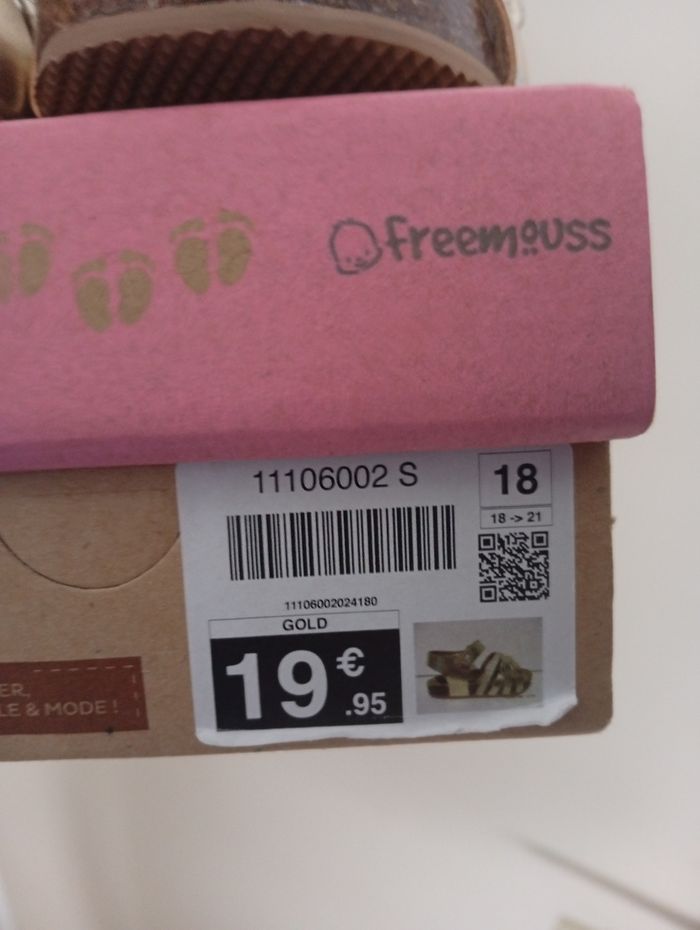 freemouss
11106002 S
18
18 -> 21
11106002024180
GOLD
19€.95
ER,
LE & MODE !